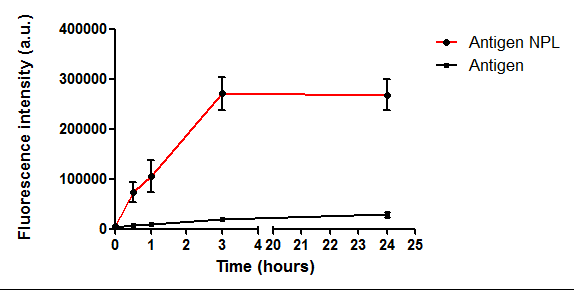 Fluorescence intensity (a.u.)
400000
300000
200000
100000
0
0 1 2 3 4 20 21 22 23 24 25
Time (hours)
Antigen NPL
Antigen